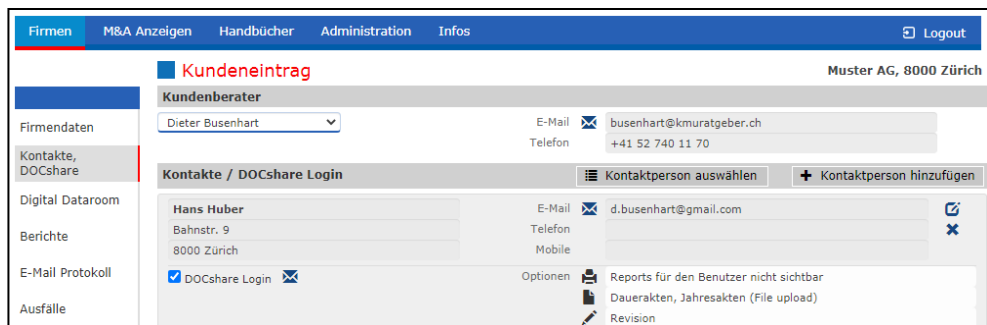 Firmen M&A Anzeigen Handbücher Administration Infos Logout
Kundeneintrag Muster AG, 8000 Zürich
Kundenberater
Dieter Busenhart E-Mail busenhart@kmuratgeber.ch
Telefon +41 52 740 11 70
Kontakte / DOCshare Login Kontaktperson auswählen Kontaktperson hinzufügen
Firmendaten
Kontakte,
DOCshare
Digital Dataroom
Berichte
E-Mail Protokoll
Ausfälle
Hans Huber E-Mail d.busenhart@gmail.com
Bahnstr. 9 Telefon
8000 Zürich Mobile
DOCshare Login Optionen Reports für den Benutzer nicht sichtbar
Dauerakten, Jahresakten (File upload)
Revision